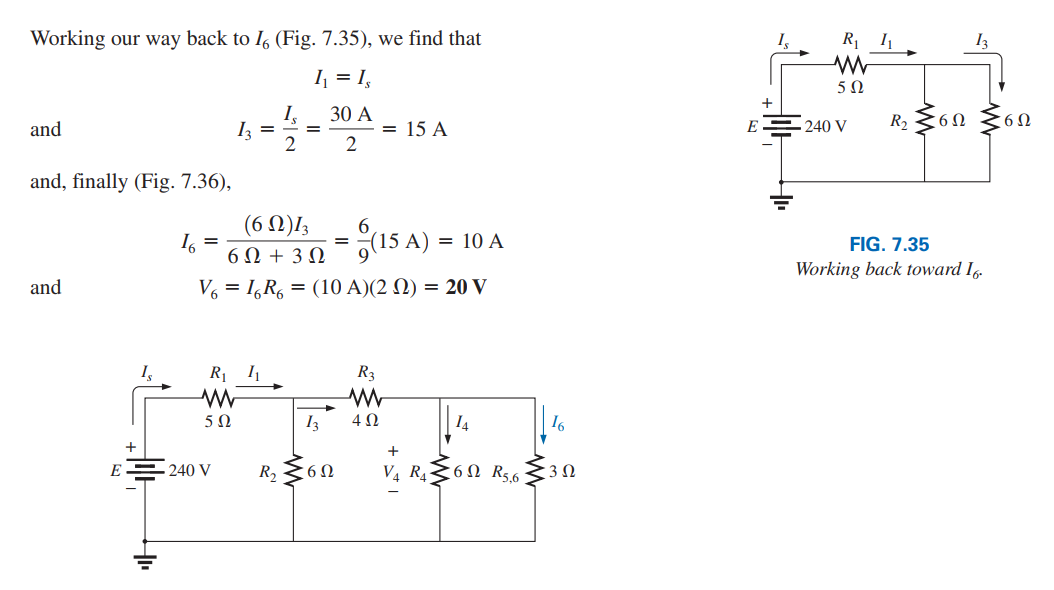 Working our way back to I₆ (Fig. 7.35), we find that
I₁ = Iₛ
and I₃ = Iₛ/2 = 30 A/2 = 15 A
and, finally (Fig. 7.36),
I₆ = (6 Ω)I₃/(6 Ω + 3 Ω) = 6/9(15 A) = 10 A
and V₆ = I₆R₆ = (10 A)(2 Ω) = 20 V
Iₛ R₁ I₁ I₃
5 Ω
+
E 240 V R₂ 6 Ω 6 Ω
–
FIG. 7.35
Working back toward I₆.
Iₛ R₁ I₁ R₃
5 Ω I₃ 4 Ω I₄ I₆
+ +
E 240 V R₂ 6 Ω V₄ R₄ 6 Ω R₅,₆ 3 Ω
– –